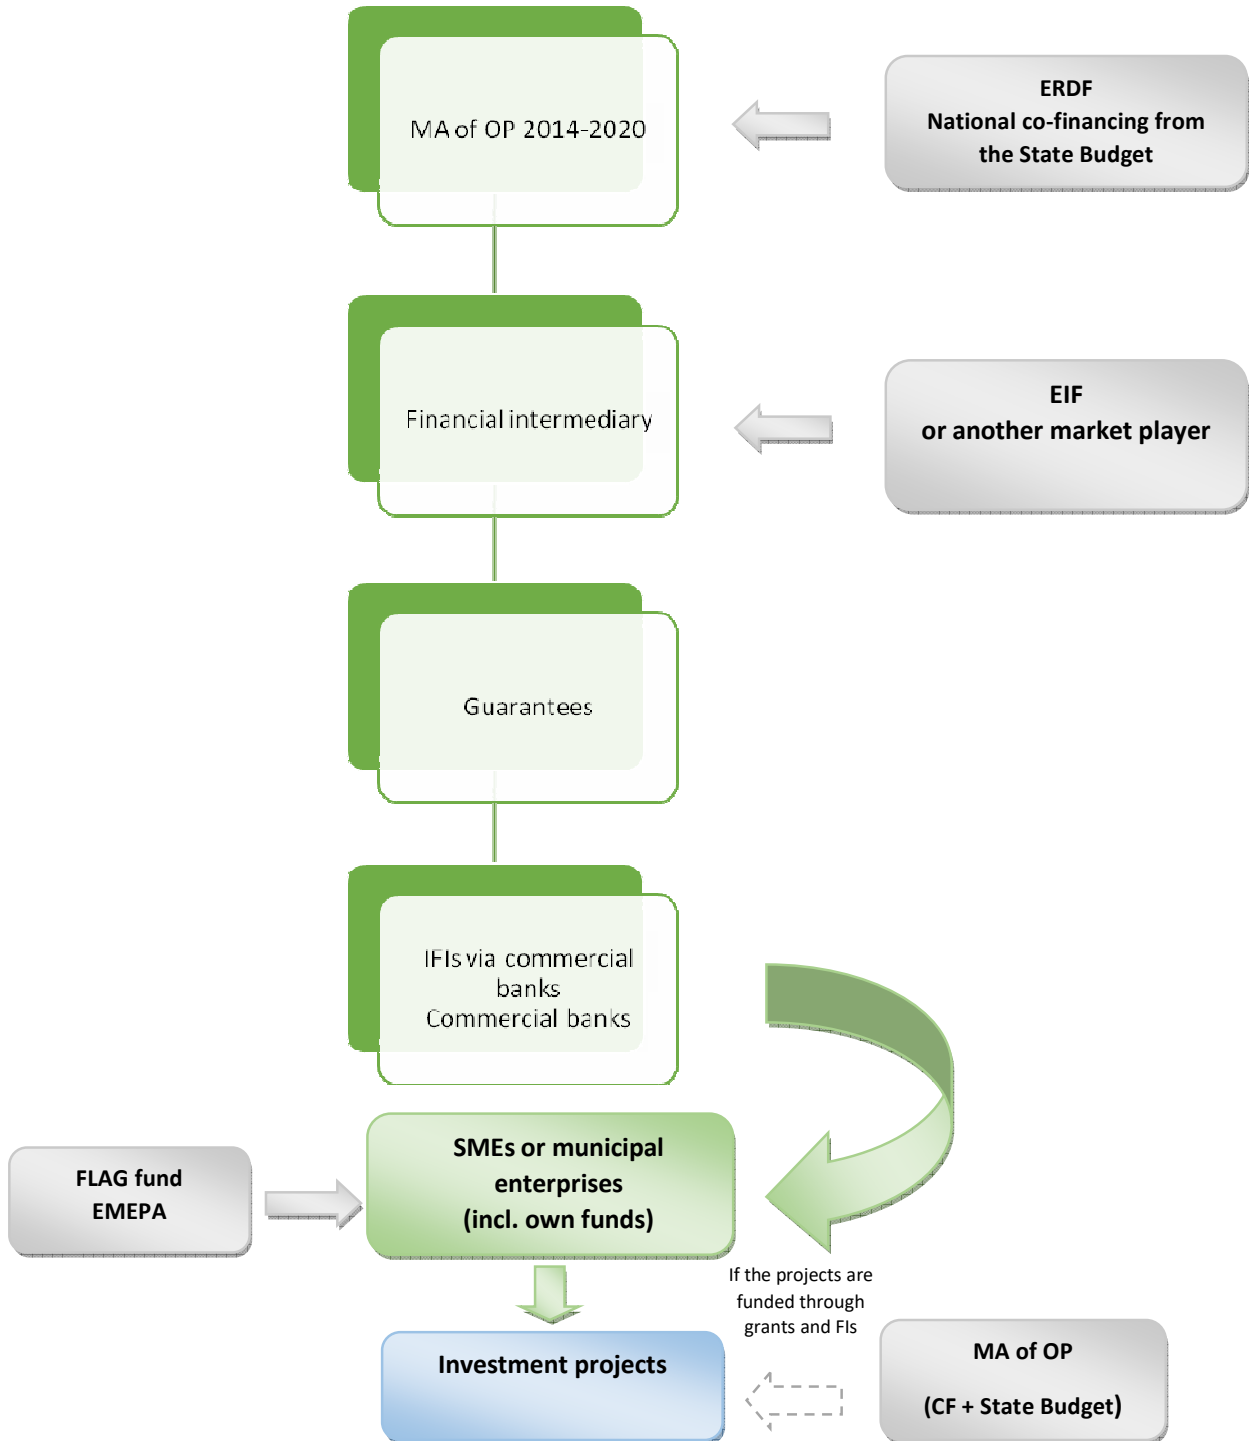 MA of OP 2014-2020
ERDF
National co-financing from
the State Budget
Financial intermediary
EIF
or another market player
Guarantees
IFIs via commercial
banks
Commercial banks
SMEs or municipal
enterprises
(incl. own funds)
FLAG fund
EMEPA
If the projects are
funded through
grants and FIs
Investment projects
MA of OP
(CF + State Budget)